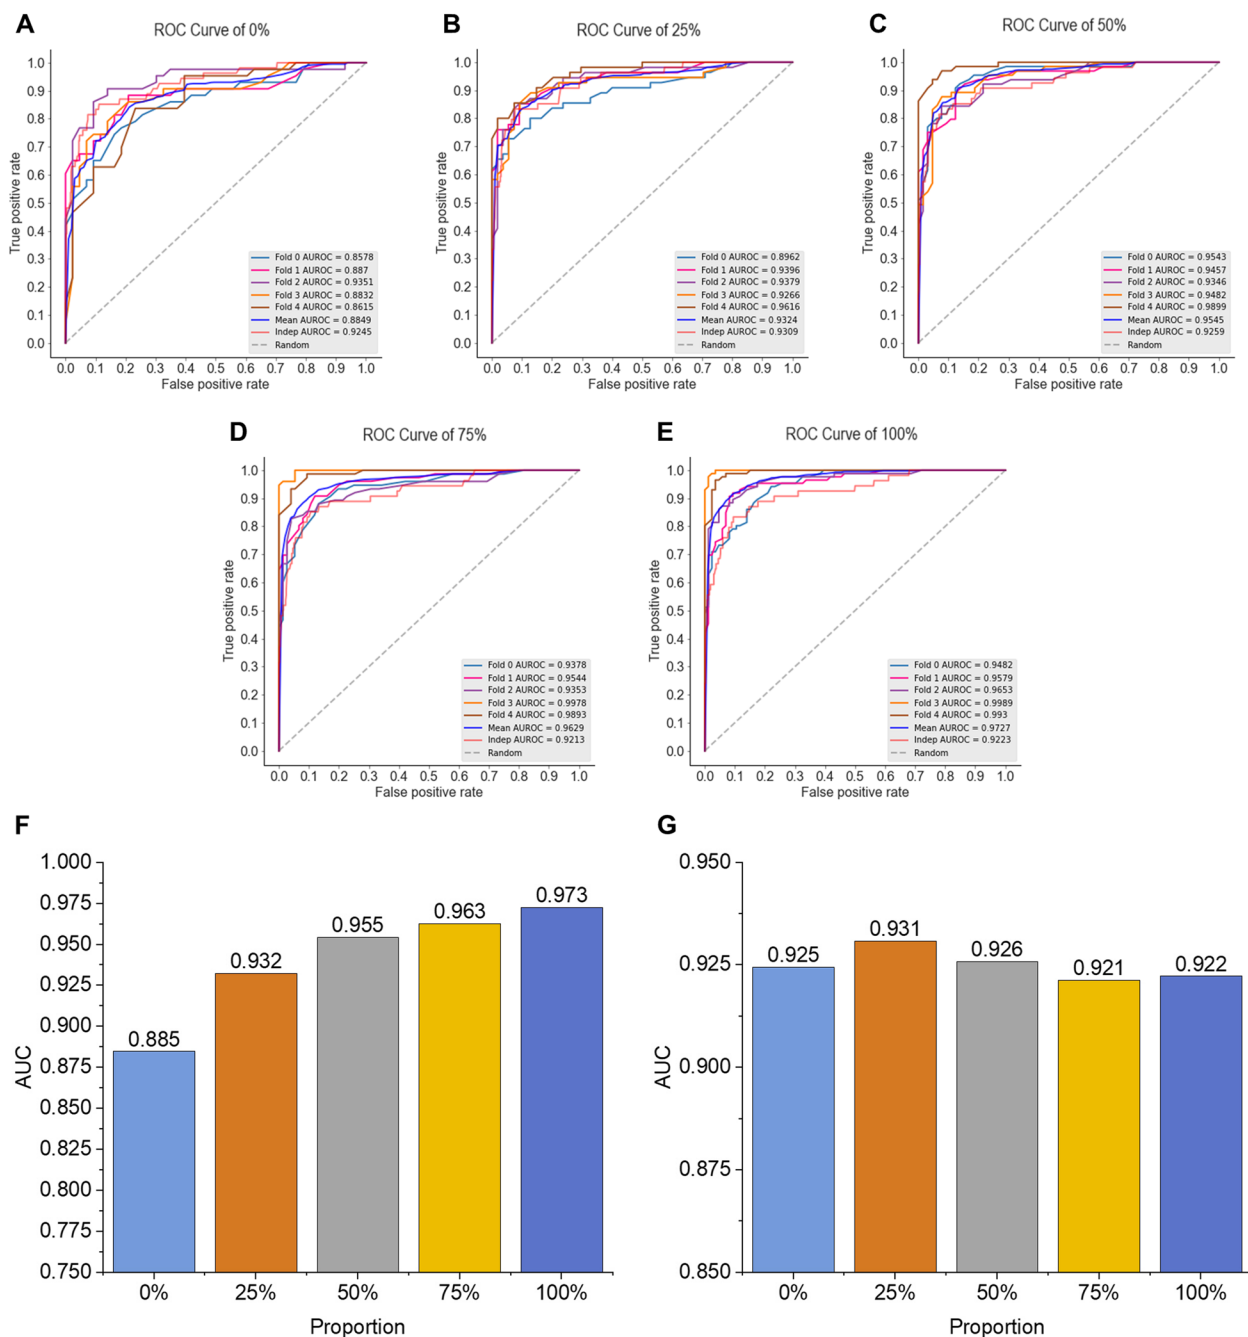 A
ROC Curve of 0%
1.0
0.9
0.8
0.7
0.6
0.5
0.4
0.3
0.2
0.1
0.0
True positive rate
Fold 0 AUROC = 0.8578
Fold 1 AUROC = 0.887
Fold 2 AUROC = 0.9351
Fold 3 AUROC = 0.8832
Fold 4 AUROC = 0.8615
Mean AUROC = 0.8849
Indep AUROC = 0.9245
Random
0.0 0.1 0.2 0.3 0.4 0.5 0.6 0.7 0.8 0.9 1.0
False positive rate
B
ROC Curve of 25%
1.0
0.9
0.8
0.7
0.6
0.5
0.4
0.3
0.2
0.1
0.0
True positive rate
Fold 0 AUROC = 0.8962
Fold 1 AUROC = 0.9396
Fold 2 AUROC = 0.9379
Fold 3 AUROC = 0.9266
Fold 4 AUROC = 0.9616
Mean AUROC = 0.9324
Indep AUROC = 0.9309
Random
0.0 0.1 0.2 0.3 0.4 0.5 0.6 0.7 0.8 0.9 1.0
False positive rate
C
ROC Curve of 50%
1.0
0.9
0.8
0.7
0.6
0.5
0.4
0.3
0.2
0.1
0.0
True positive rate
Fold 0 AUROC = 0.9543
Fold 1 AUROC = 0.9457
Fold 2 AUROC = 0.9346
Fold 3 AUROC = 0.9482
Fold 4 AUROC = 0.9899
Mean AUROC = 0.9545
Indep AUROC = 0.9259
Random
0.0 0.1 0.2 0.3 0.4 0.5 0.6 0.7 0.8 0.9 1.0
False positive rate
D
ROC Curve of 75%
1.0
0.9
0.8
0.7
0.6
0.5
0.4
0.3
0.2
0.1
0.0
True positive rate
Fold 0 AUROC = 0.9378
Fold 1 AUROC = 0.9544
Fold 2 AUROC = 0.9353
Fold 3 AUROC = 0.9978
Fold 4 AUROC = 0.9893
Mean AUROC = 0.9629
Indep AUROC = 0.9213
Random
0.0 0.1 0.2 0.3 0.4 0.5 0.6 0.7 0.8 0.9 1.0
False positive rate
E
ROC Curve of 100%
1.0
0.9
0.8
0.7
0.6
0.5
0.4
0.3
0.2
0.1
0.0
True positive rate
Fold 0 AUROC = 0.9482
Fold 1 AUROC = 0.9579
Fold 2 AUROC = 0.9653
Fold 3 AUROC = 0.9989
Fold 4 AUROC = 0.993
Mean AUROC = 0.9727
Indep AUROC = 0.9223
Random
0.0 0.1 0.2 0.3 0.4 0.5 0.6 0.7 0.8 0.9 1.0
False positive rate
F
1.000
0.975
0.950
0.925
0.900
0.875
0.850
0.825
0.800
0.775
0.750
AUC
0.885
0.932
0.955
0.963
0.973
0% 25% 50% 75% 100%
Proportion
G
0.950
0.925
0.900
0.875
0.850
AUC
0.925
0.931
0.926
0.921
0.922
0% 25% 50% 75% 100%
Proportion